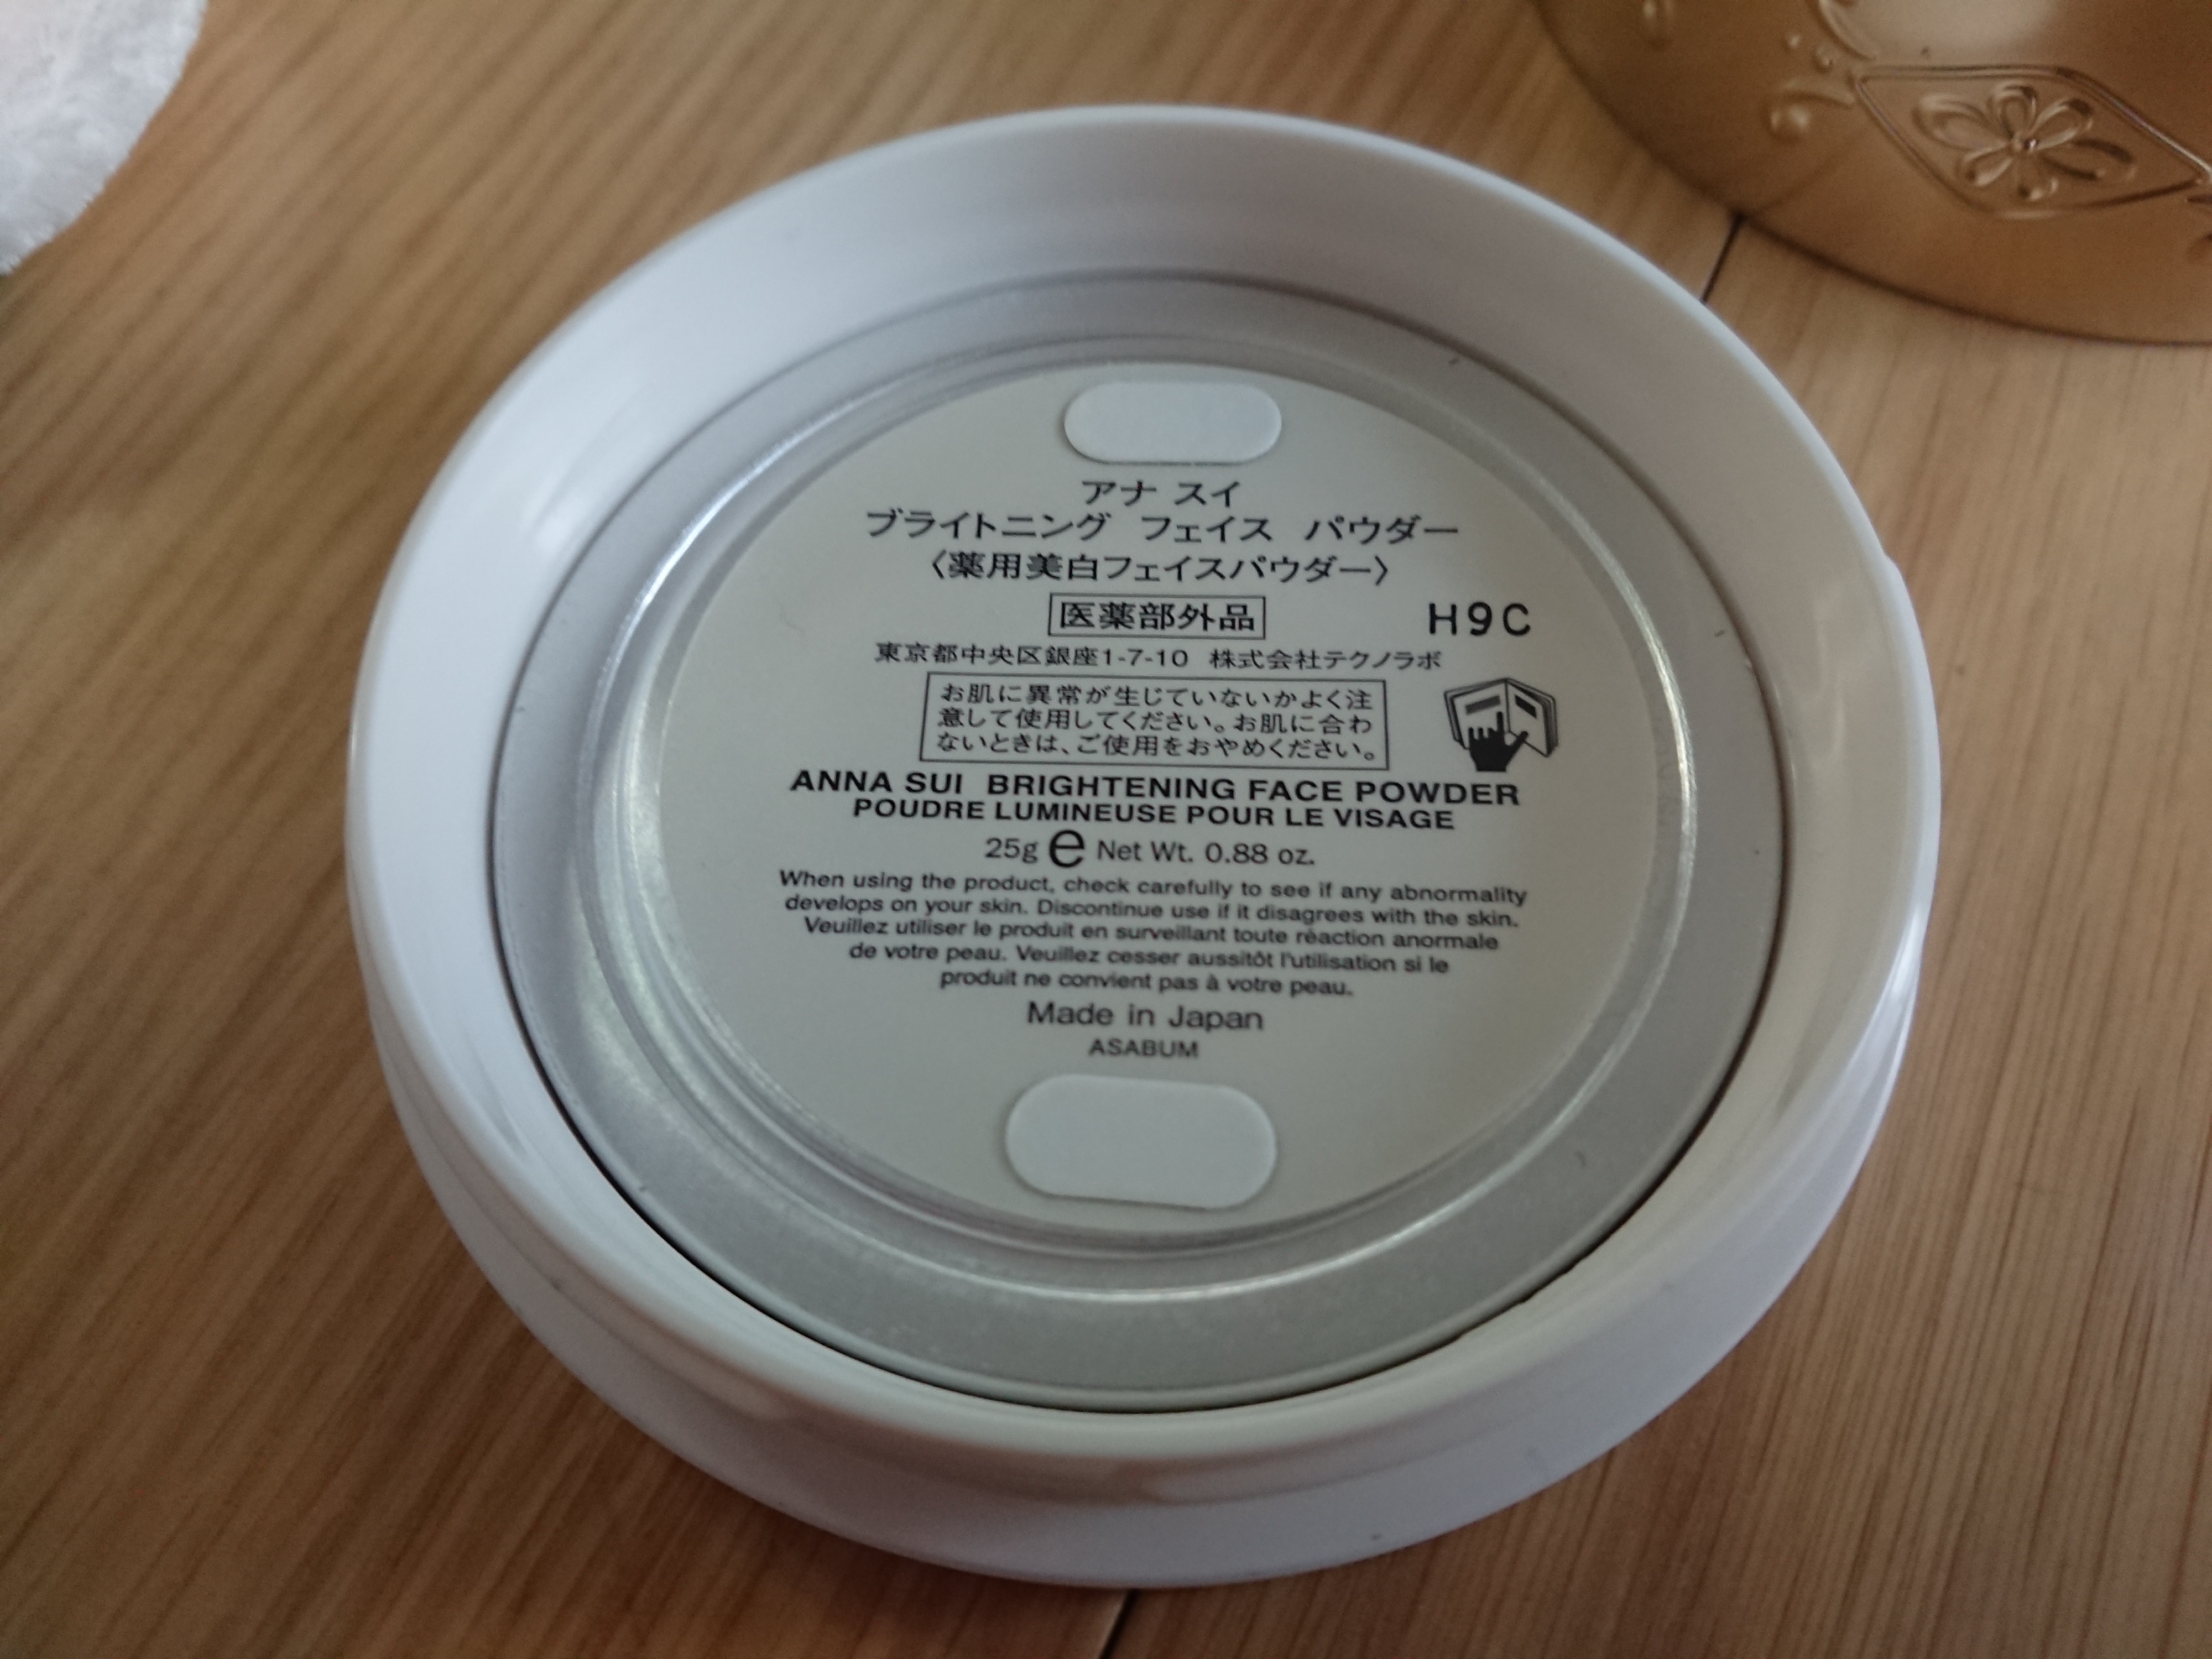 アナ スイ
ブライトニング フェイス パウダー
〈薬用美白フェイスパウダー〉
医薬部外品
H9C
東京都中央区銀座1-7-10 株式会社テクノラボ
お肌に異常が生じていないかよく注
意して使用してください。お肌に合わ
ないときは、ご使用をおやめください。
ANNA SUI BRIGHTENING FACE POWDER
POUDRE LUMINEUSE POUR LE VISAGE
25g e Net Wt. 0.88 oz.
When using the product, check carefully to see if any abnormality
develops on your skin. Discontinue use if it disagrees with the skin.
Veuillez utiliser le produit en surveillant toute réaction anormale
de votre peau. Veuillez cesser aussitôt l'utilisation si le
produit ne convient pas à votre peau.
Made in Japan
ASABUM